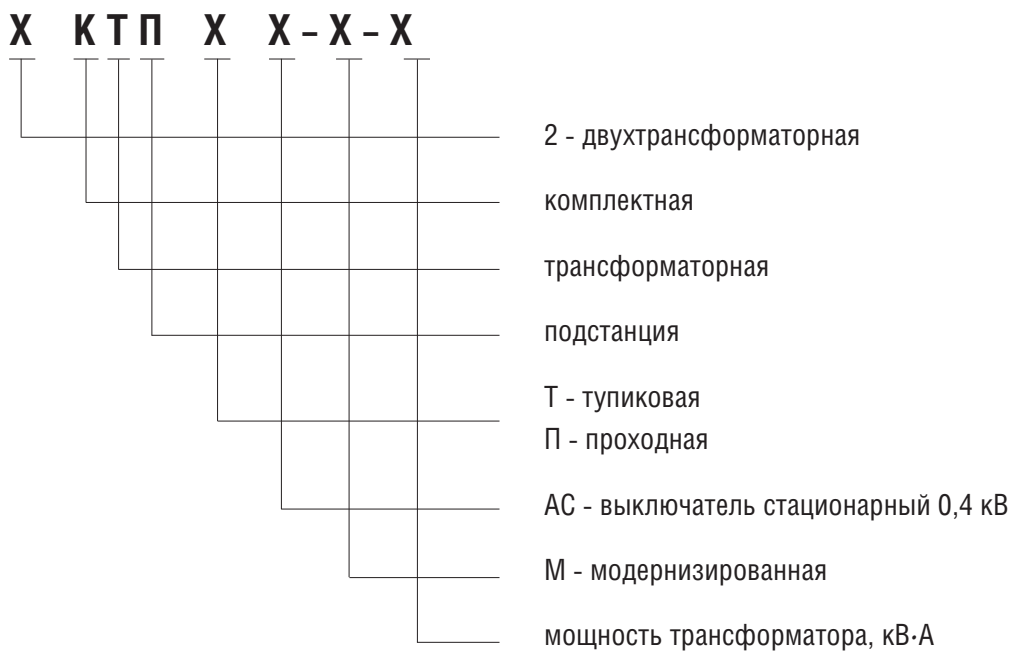 Х КТП Х Х – Х – Х
2 - двухтрансформаторная
комплектная
трансформаторная
подстанция
Т - тупиковая
П - проходная
АС - выключатель стационарный 0,4 кВ
М - модернизированная
мощность трансформатора, кВ·А